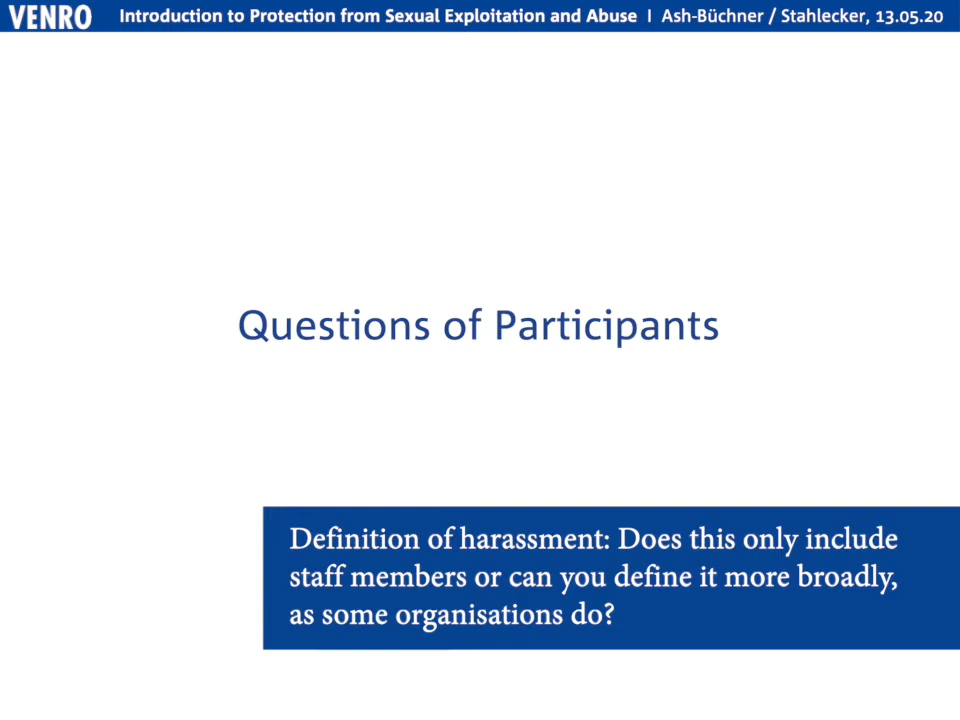 VENRO Introduction to Protection from Sexual Exploitation and Abuse I Ash-Büchner / Stahlecker, 13.05.20
Questions of Participants
Definition of harassment: Does this only include
staff members or can you define it more broadly,
as some organisations do?